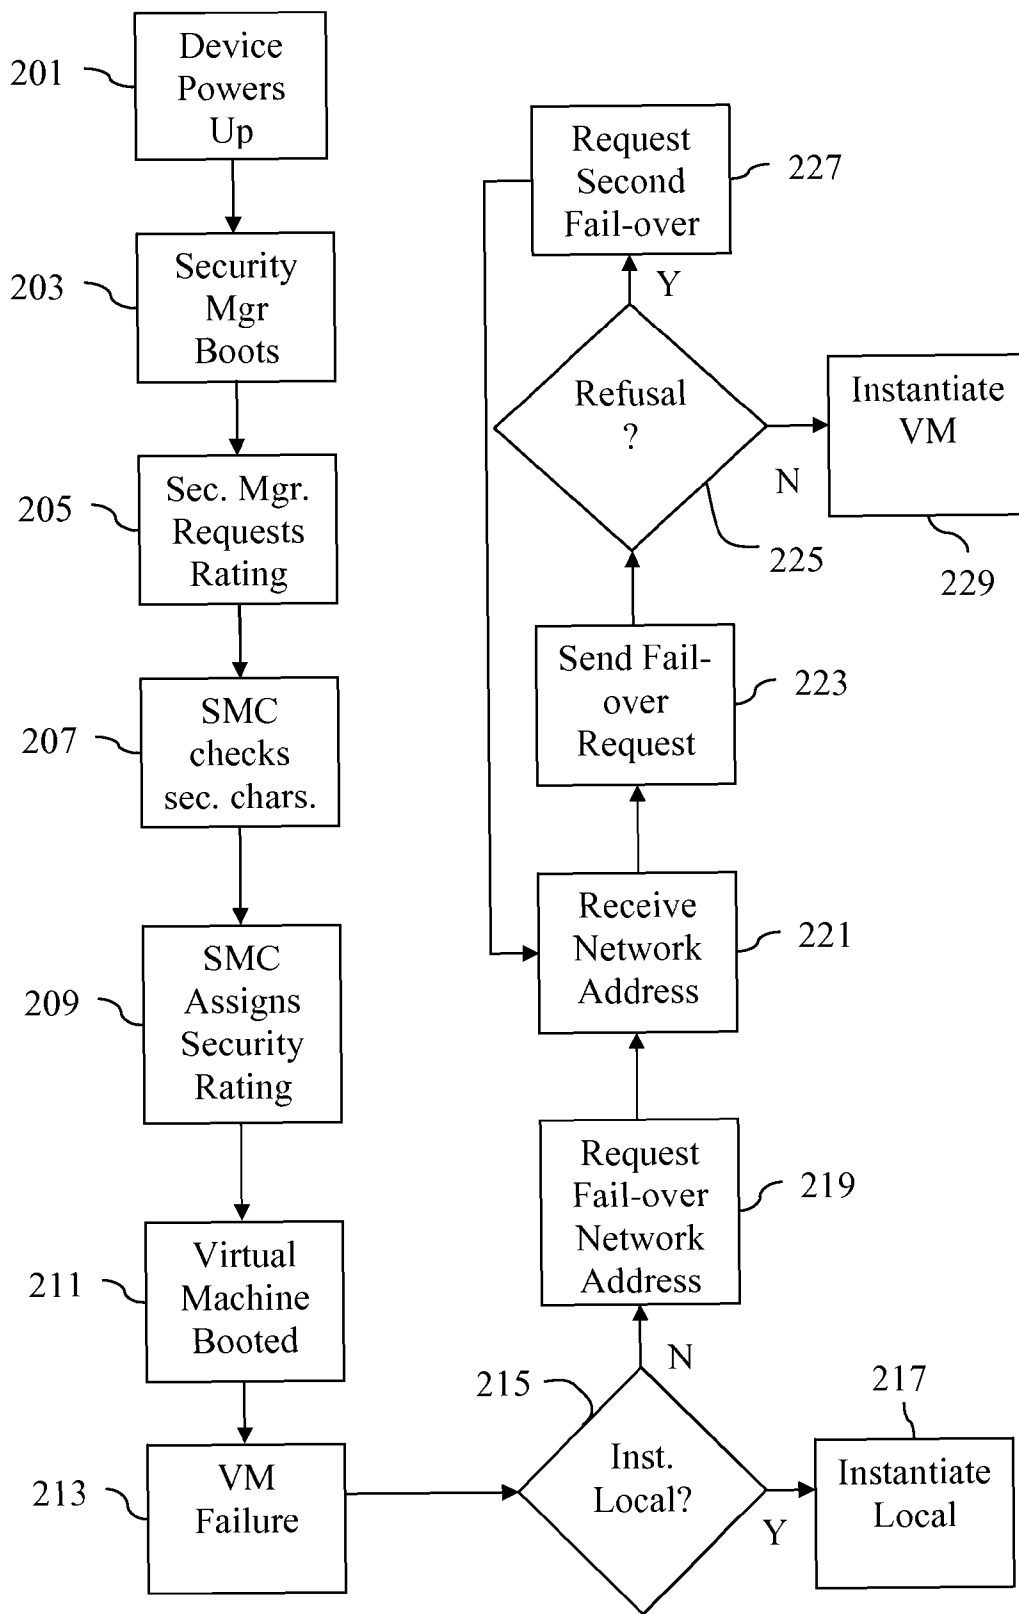 Device
Powers
Up
201
Security
Mgr
Boots
203
Sec. Mgr.
Requests
Rating
205
SMC
checks
sec. chars.
207
SMC
Assigns
Security
Rating
209
Virtual
Machine
Booted
211
VM
Failure
213
Inst.
Local?
215
Y
Instantiate
Local
217
N
Request
Fail-over
Network
Address
219
Receive
Network
Address
221
Send Fail-
over
Request
223
Refusal
?
225
N
Instantiate
VM
229
Y
Request
Second
Fail-over
227